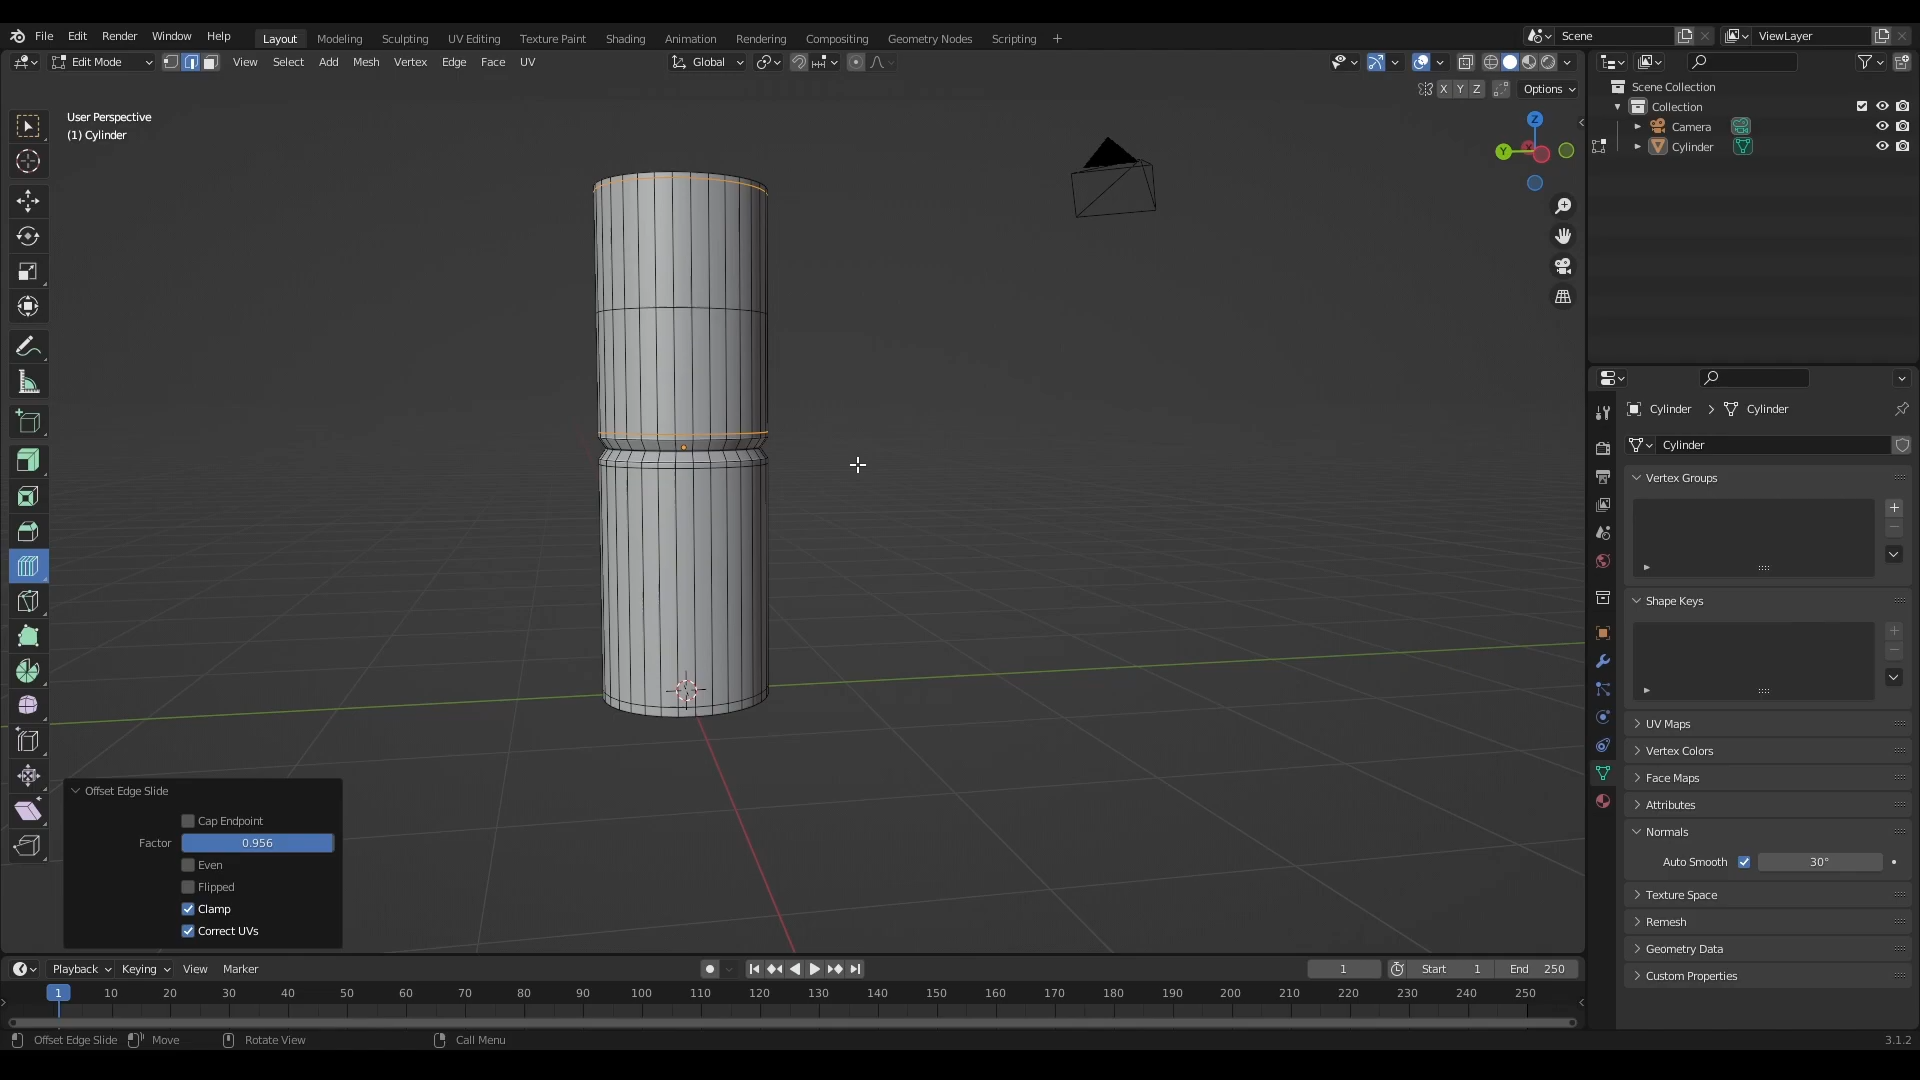 File Edit Render Window Help Layout Modeling Sculpting UV Editing Texture Paint Shading Animation Rendering Compositing Geometry Nodes Scripting + Scene ViewLayer
Edit Mode View Select Add Mesh Vertex Edge Face UV Global
X Y Z Options
User Perspective
(1) Cylinder
Z
Y
Scene Collection
Collection
Camera
Cylinder
Cylinder > Cylinder
Cylinder
Vertex Groups
Shape Keys
UV Maps
Vertex Colors
Face Maps
Attributes
Normals
Auto Smooth 30°
Texture Space
Remesh
Geometry Data
Custom Properties
Offset Edge Slide
Cap Endpoint
Factor 0.956
Even
Flipped
Clamp
Correct UVs
Playback Keying View Marker 1 Start 1 End 250
1 10 20 30 40 50 60 70 80 90 100 110 120 130 140 150 160 170 180 190 200 210 220 230 240 250
Offset Edge Slide Move Rotate View Call Menu 3.1.2